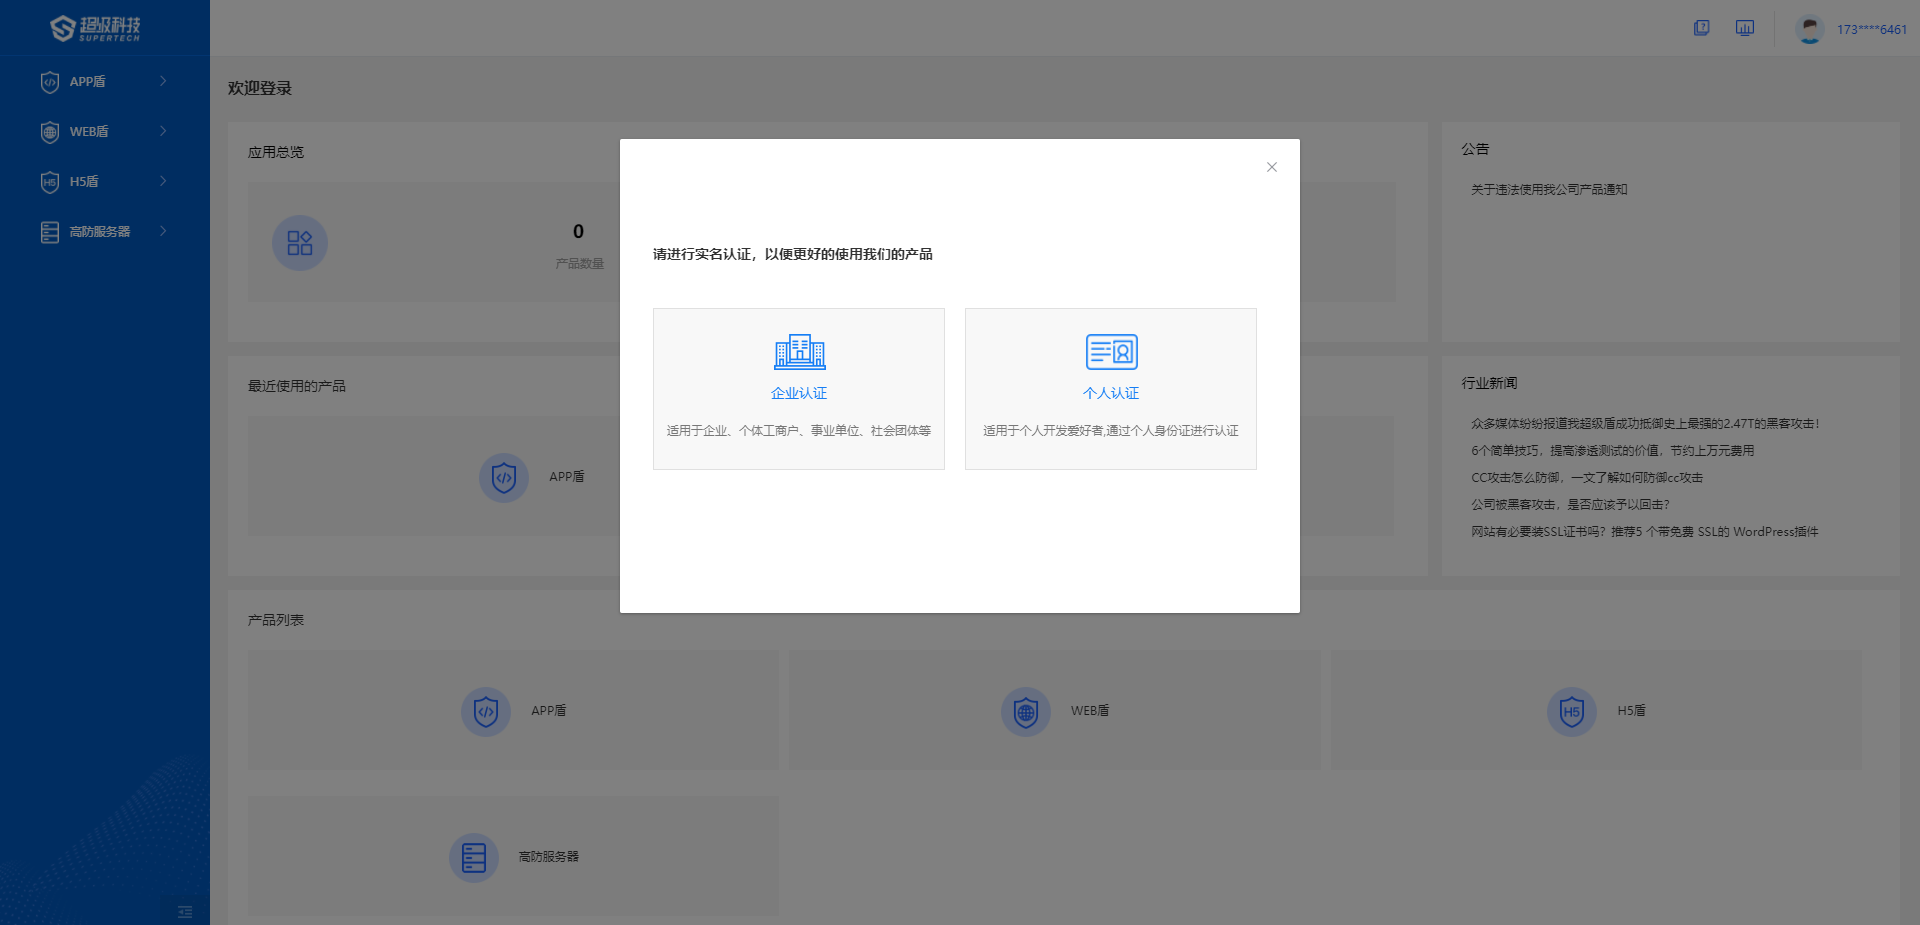 超级科技
SUPERTECH
173****6461
APP盾
WEB盾
H5盾
高防服务器
欢迎登录
应用总览
0
产品数量
公告
关于违法使用我公司产品通知
请进行实名认证，以便更好的使用我们的产品
企业认证
适用于企业、个体工商户、事业单位、社会团体等
个人认证
适用于个人开发爱好者,通过个人身份证进行认证
最近使用的产品
APP盾
行业新闻
众多媒体纷纷报道我超级盾成功抵御史上最强的2.47T的黑客攻击！
6个简单技巧，提高渗透测试的价值，节约上万元费用
CC攻击怎么防御，一文了解如何防御cc攻击
公司被黑客攻击，是否应该予以回击？
网站有必要装SSL证书吗？推荐5 个带免费 SSL的 WordPress插件
产品列表
APP盾
WEB盾
H5
H5盾
高防服务器